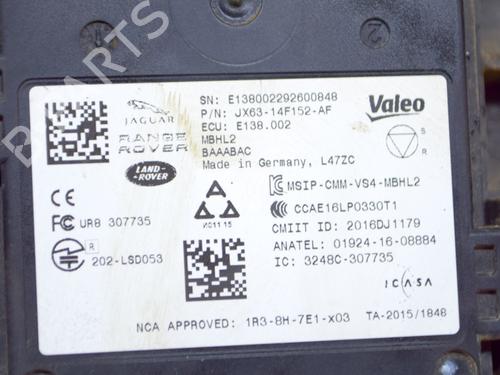 SN: E138002292600848
P/N: JX63-14F152-AF
ECU: E138.002
MBHL2
BAAABAC
Made in Germany, L47ZC
JAGUAR
RANGE
ROVER
LAND-
ROVER
Valeo
S
R
MSIP-CMM-VS4-MBHL2
CCAE16LP0330T1
CMIIT ID: 2016DJ1179
ANATEL: 01924-16-08884
IC: 3248C-307735
CE
FC UR8 307735
R
202-LSD053
ICASA
NCA APPROVED: 1R3-8H-7E1-x03
TA-2015/1848
2